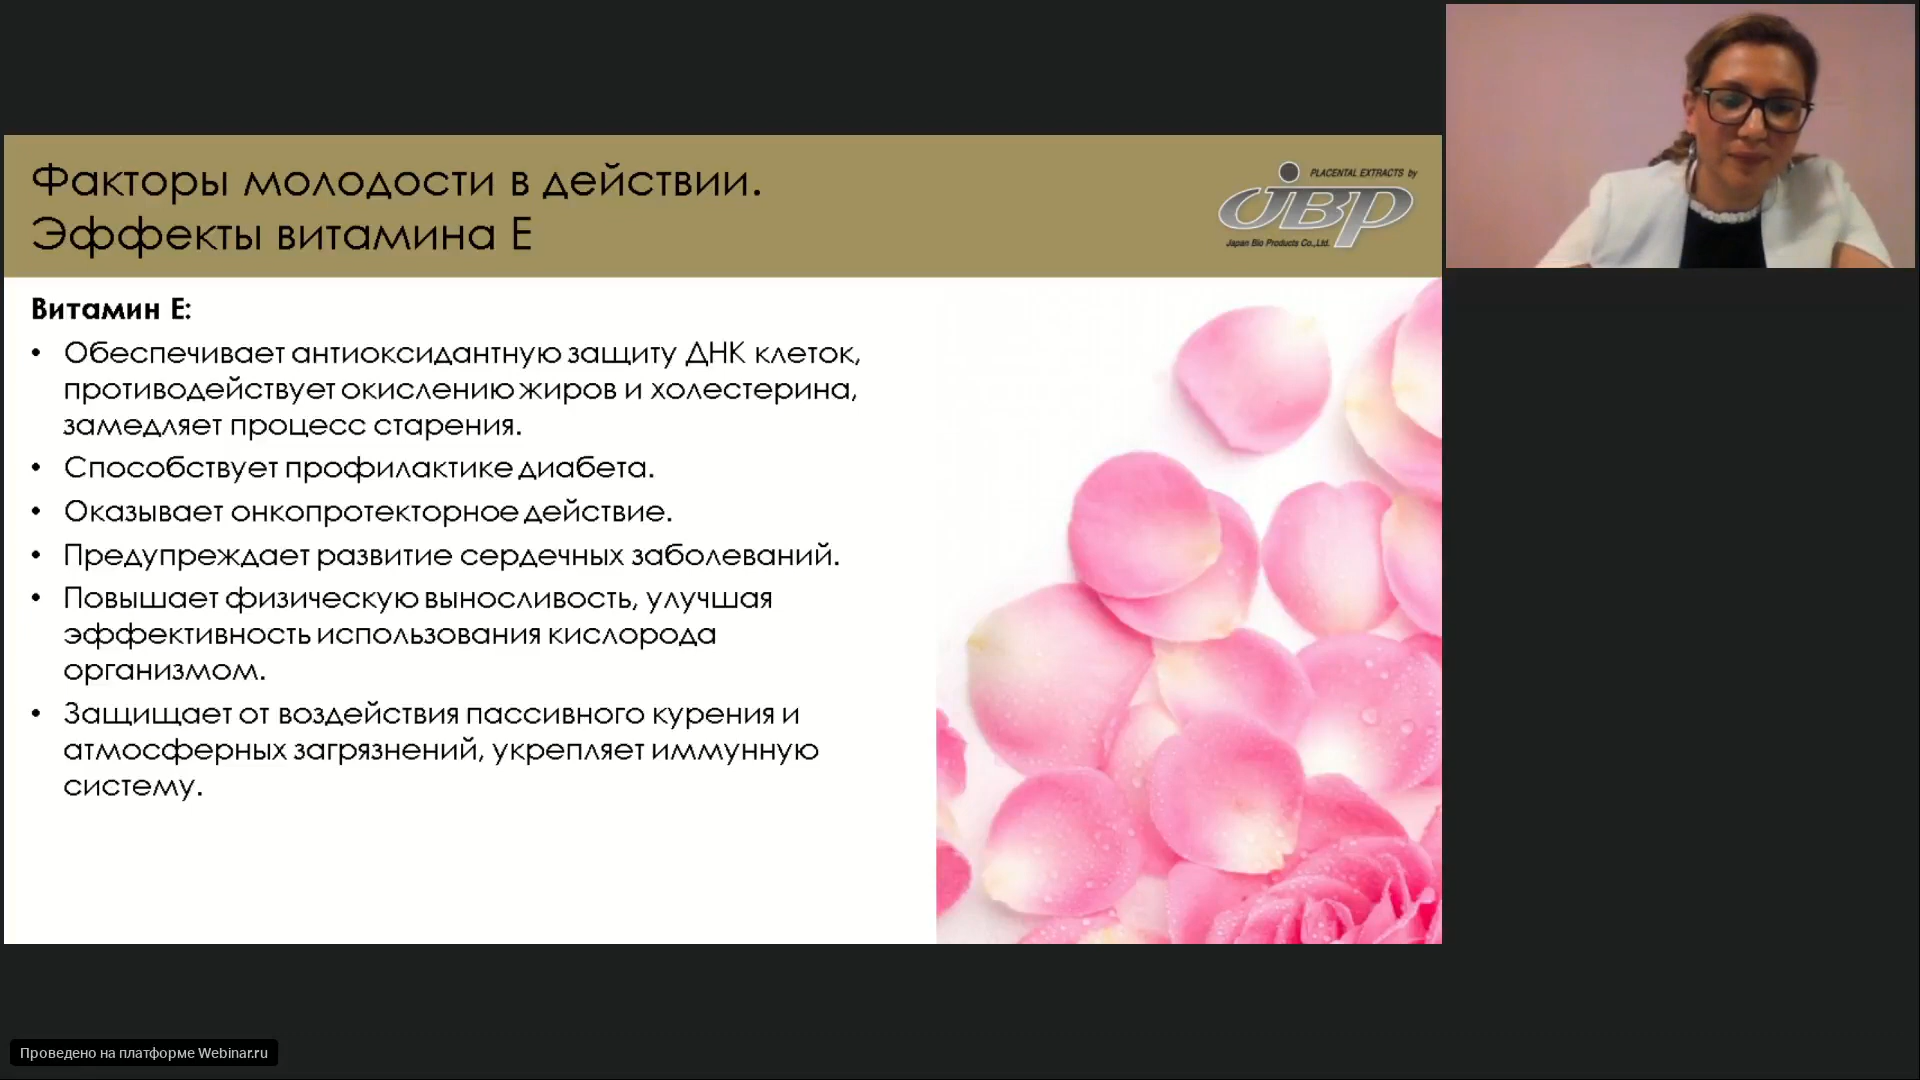 Факторы молодости в действии.
Эффекты витамина Е
PLACENTAL EXTRACTS by
JBP
Japan Bio Products Co.,Ltd.
Витамин Е:
• Обеспечивает антиоксидантную защиту ДНК клеток,
противодействует окислению жиров и холестерина,
замедляет процесс старения.
• Способствует профилактике диабета.
• Оказывает онкопротекторное действие.
• Предупреждает развитие сердечных заболеваний.
• Повышает физическую выносливость, улучшая
эффективность использования кислорода
организмом.
• Защищает от воздействия пассивного курения и
атмосферных загрязнений, укрепляет иммунную
систему.
Проведено на платформе Webinar.ru